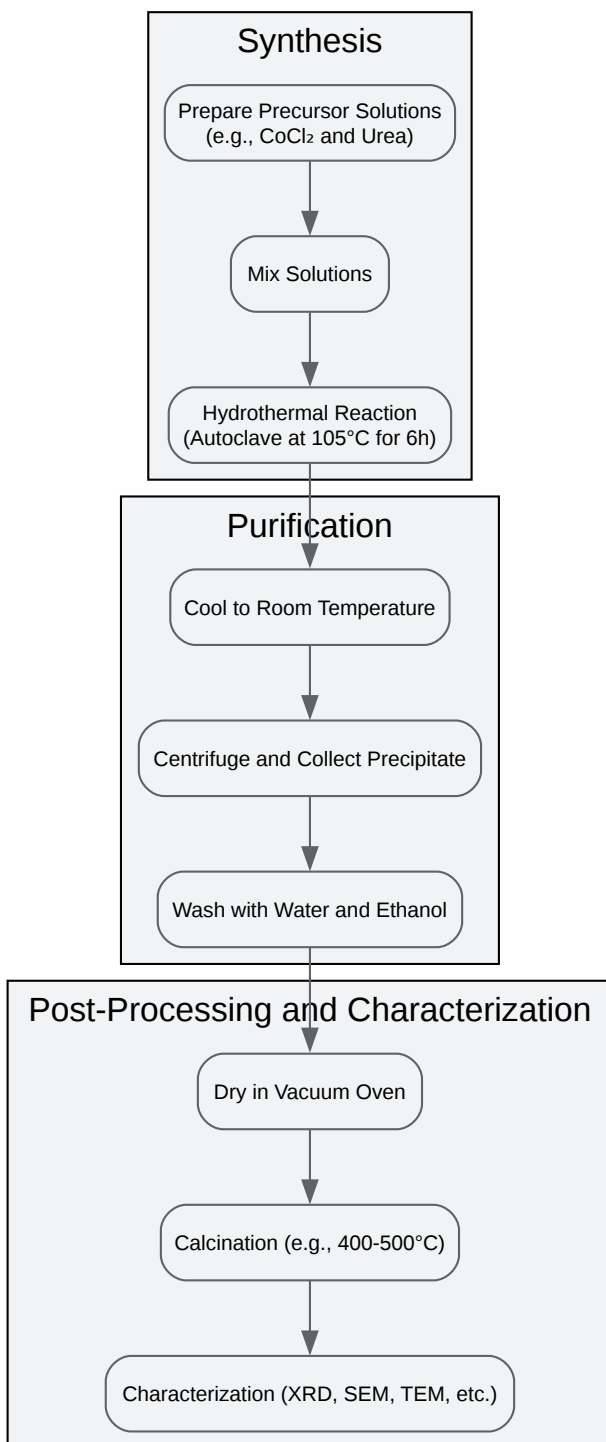 Synthesis
Prepare Precursor Solutions
(e.g., CoCl₂ and Urea)
Mix Solutions
Hydrothermal Reaction
(Autoclave at 105°C for 6h)
Purification
Cool to Room Temperature
Centrifuge and Collect Precipitate
Wash with Water and Ethanol
Post-Processing and Characterization
Dry in Vacuum Oven
Calcination (e.g., 400-500°C)
Characterization (XRD, SEM, TEM, etc.)